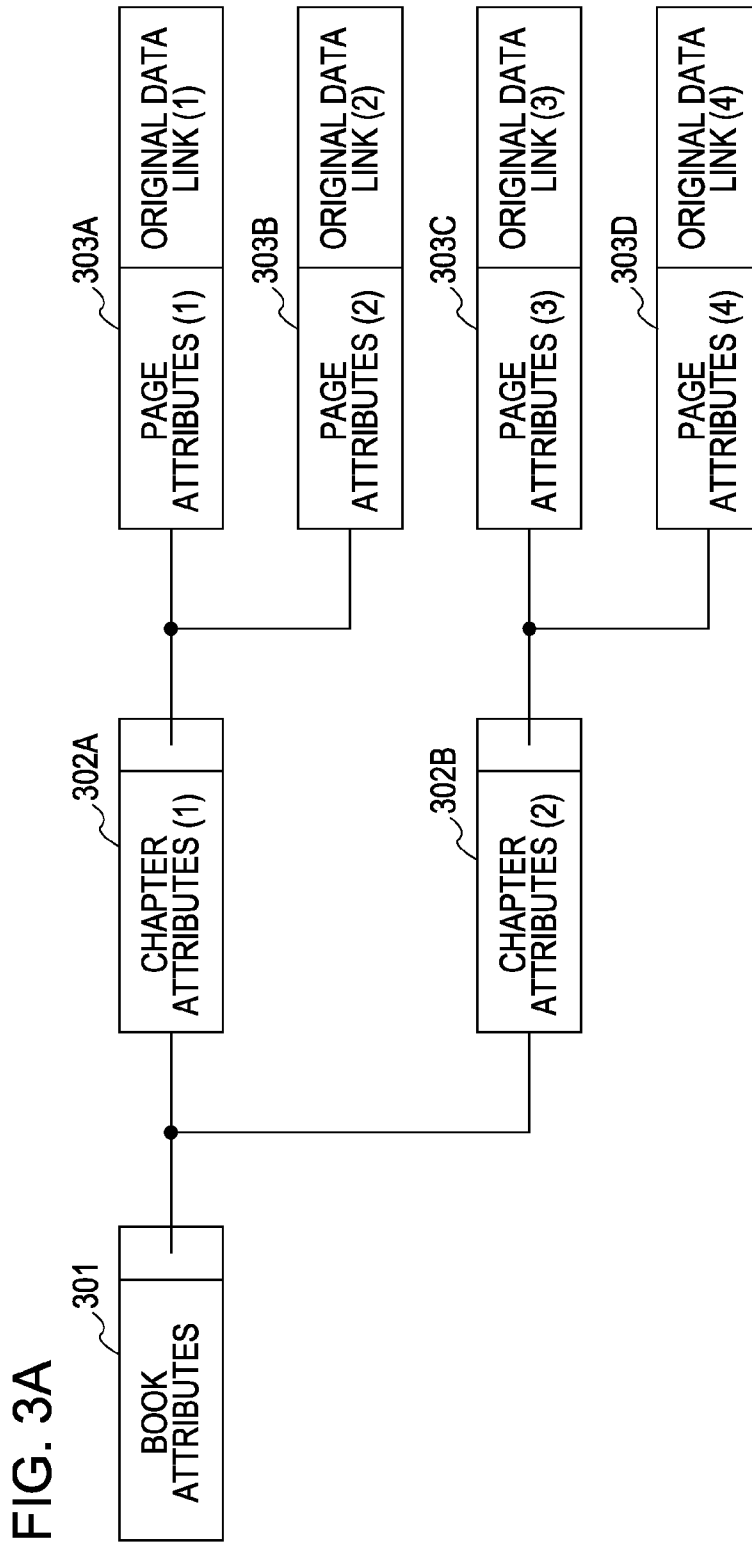 FIG. 3A
301
BOOK
ATTRIBUTES
302A
CHAPTER
ATTRIBUTES (1)
302B
CHAPTER
ATTRIBUTES (2)
303A
PAGE
ATTRIBUTES (1)
ORIGINAL DATA
LINK (1)
303B
PAGE
ATTRIBUTES (2)
ORIGINAL DATA
LINK (2)
303C
PAGE
ATTRIBUTES (3)
ORIGINAL DATA
LINK (3)
303D
PAGE
ATTRIBUTES (4)
ORIGINAL DATA
LINK (4)